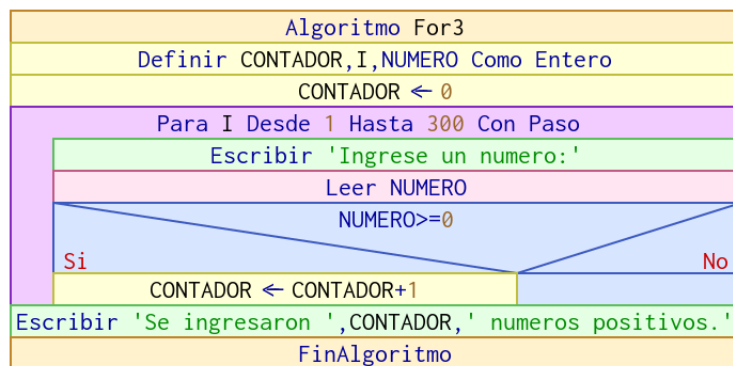 Algoritmo For3
Definir CONTADOR,I,NUMERO Como Entero
CONTADOR ← 0
Para I Desde 1 Hasta 300 Con Paso
Escribir 'Ingrese un numero:'
Leer NUMERO
NUMERO>=0
Si No
CONTADOR ← CONTADOR+1
Escribir 'Se ingresaron ',CONTADOR,' numeros positivos.'
FinAlgoritmo